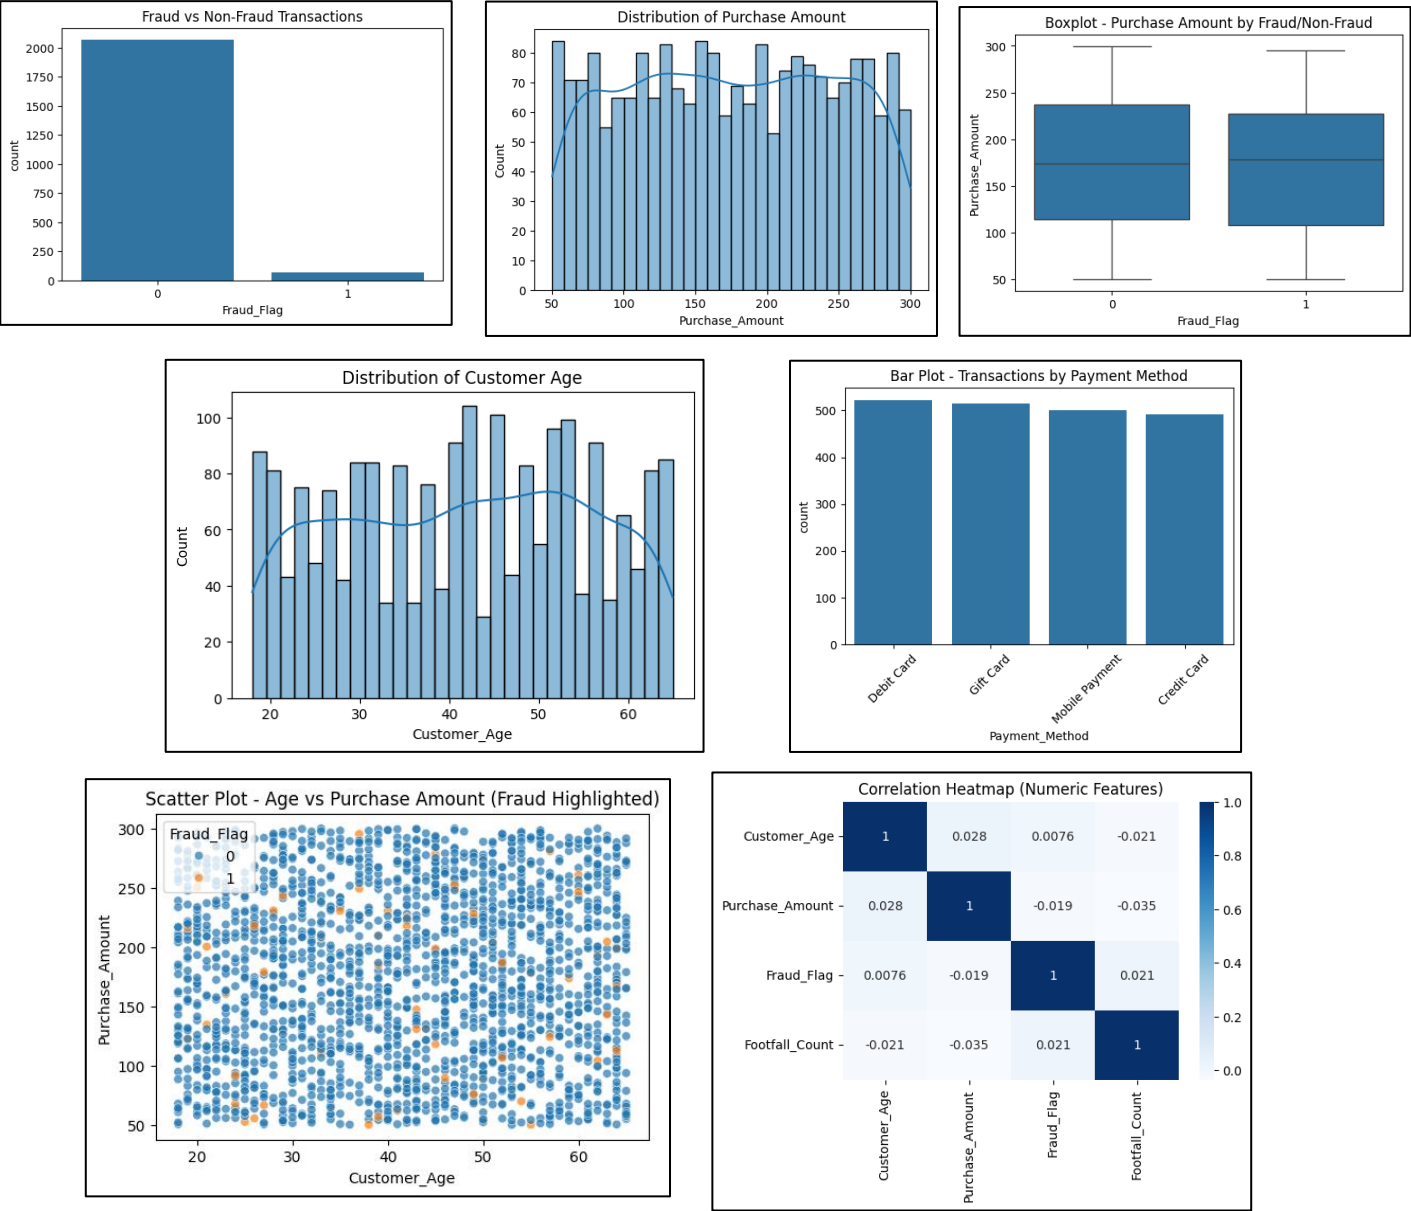 Fraud vs Non-Fraud Transactions
2000
1750
1500
1250
1000
750
500
250
0
count
0 1
Fraud_Flag
Distribution of Purchase Amount
80
70
60
50
40
30
20
10
0
Count
50 100 150 200 250 300
Purchase_Amount
Boxplot - Purchase Amount by Fraud/Non-Fraud
300
250
200
150
100
50
Purchase_Amount
0 1
Fraud_Flag
Distribution of Customer Age
100
80
60
40
20
0
Count
20 30 40 50 60
Customer_Age
Bar Plot - Transactions by Payment Method
500
400
300
200
100
0
count
Debit Card
Gift Card
Mobile Payment
Credit Card
Payment_Method
Scatter Plot - Age vs Purchase Amount (Fraud Highlighted)
Fraud_Flag
0
1
300
250
200
150
100
50
Purchase_Amount
20 30 40 50 60
Customer_Age
Correlation Heatmap (Numeric Features)
Customer_Age 1 0.028 0.0076 -0.021
Purchase_Amount 0.028 1 -0.019 -0.035
Fraud_Flag 0.0076 -0.019 1 0.021
Footfall_Count -0.021 -0.035 0.021 1
Customer_Age
Purchase_Amount
Fraud_Flag
Footfall_Count
1.0
0.8
0.6
0.4
0.2
0.0